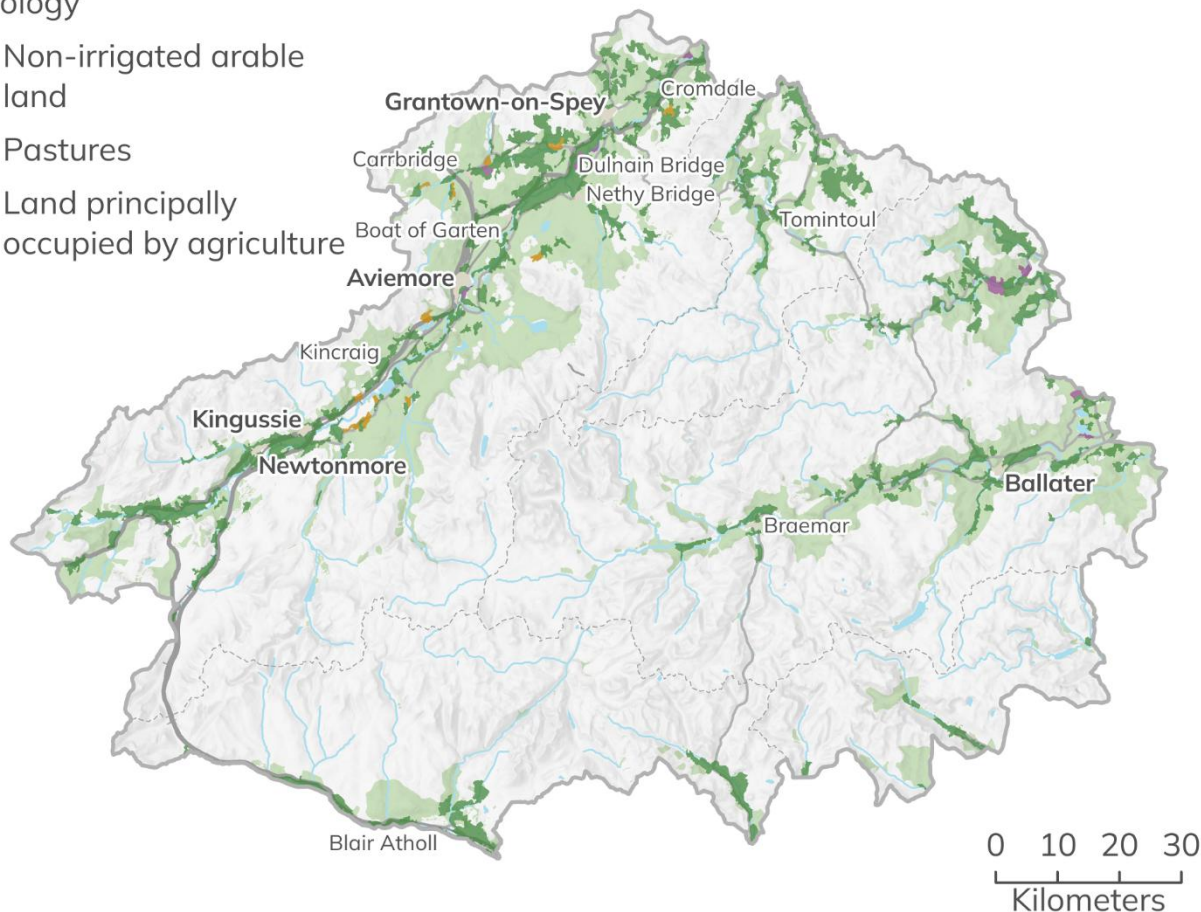 ology
Non-irrigated arable
land
Pastures
Land principally
occupied by agriculture
Cromdale
Grantown-on-Spey
Carrbridge
Dulnain Bridge
Nethy Bridge
Tomintoul
Boat of Garten
Aviemore
Kincraig
Kingussie
Newtonmore
Ballater
Braemar
Blair Atholl
0 10 20 30
Kilometers